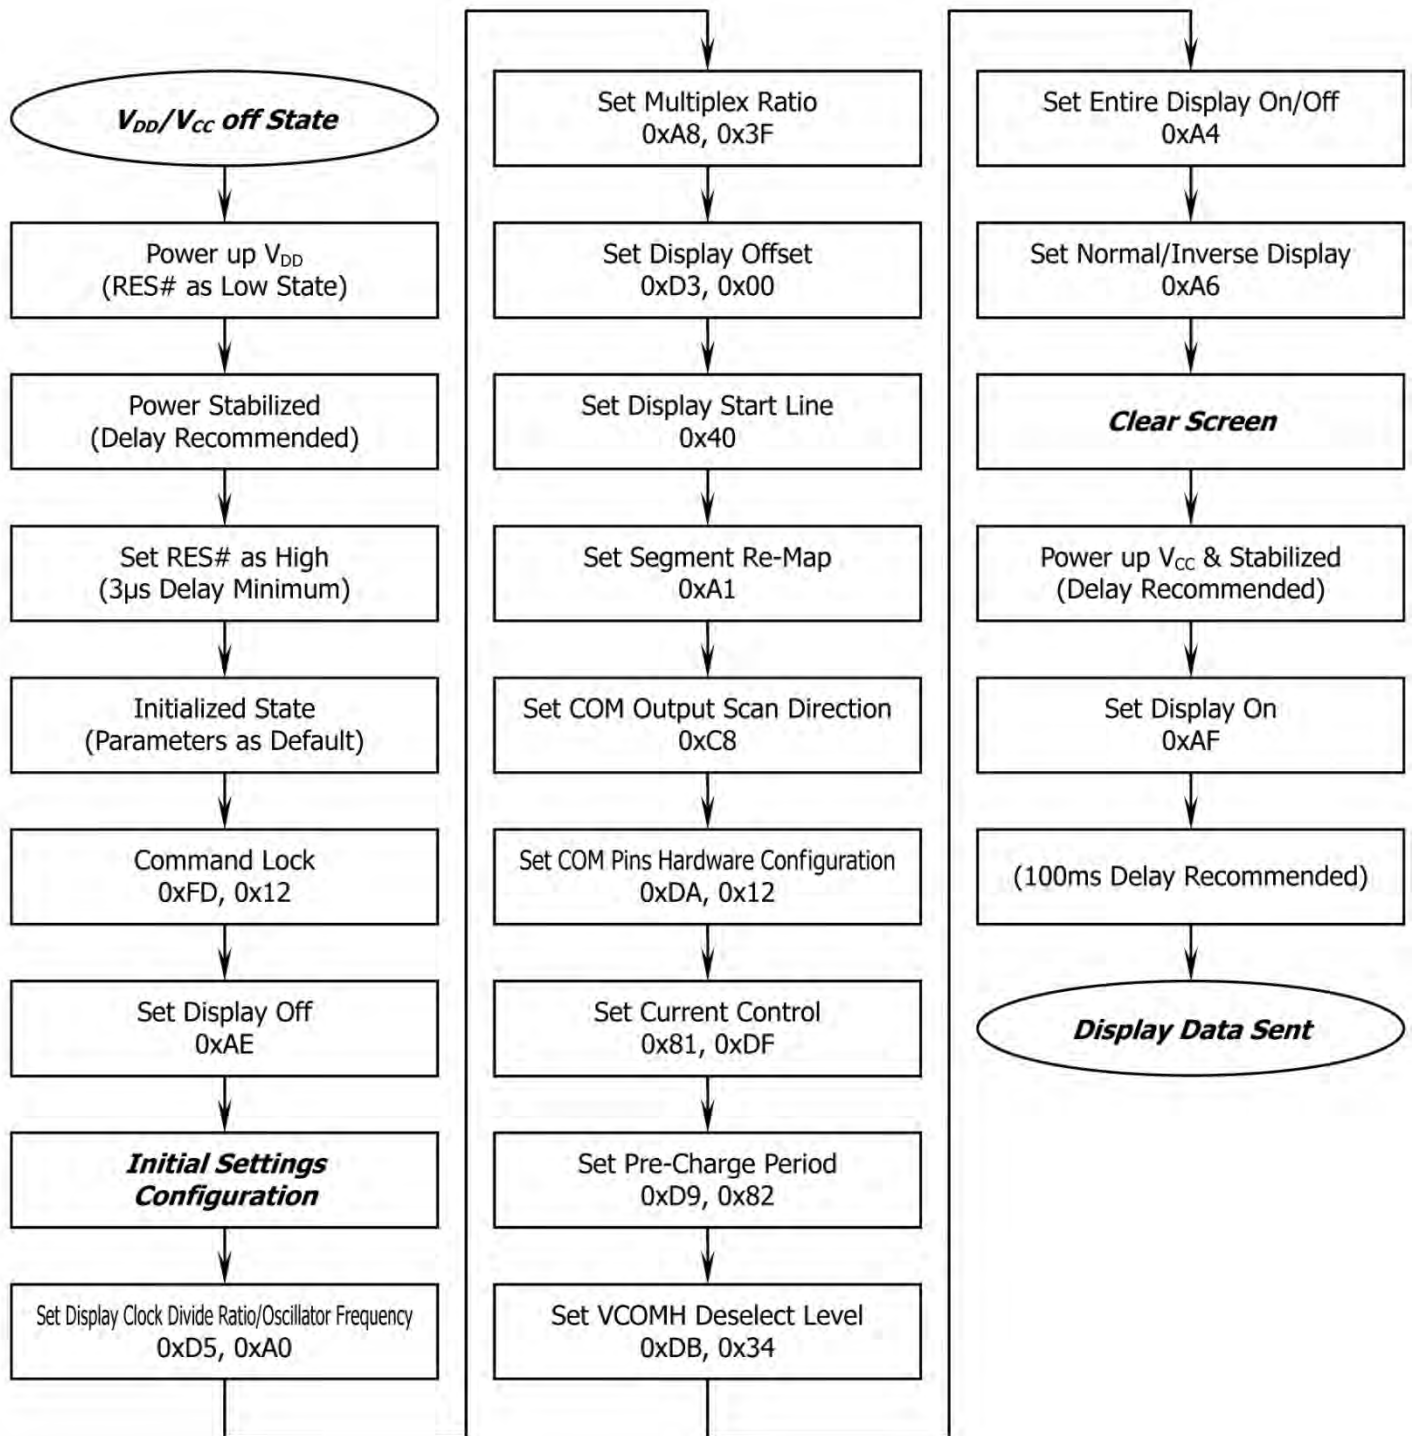 V_DD/V_CC off State
Power up V_DD
(RES# as Low State)
Power Stabilized
(Delay Recommended)
Set RES# as High
(3μs Delay Minimum)
Initialized State
(Parameters as Default)
Command Lock
0xFD, 0x12
Set Display Off
0xAE
Initial Settings
Configuration
Set Display Clock Divide Ratio/Oscillator Frequency
0xD5, 0xA0
Set Multiplex Ratio
0xA8, 0x3F
Set Display Offset
0xD3, 0x00
Set Display Start Line
0x40
Set Segment Re-Map
0xA1
Set COM Output Scan Direction
0xC8
Set COM Pins Hardware Configuration
0xDA, 0x12
Set Current Control
0x81, 0xDF
Set Pre-Charge Period
0xD9, 0x82
Set VCOMH Deselect Level
0xDB, 0x34
Set Entire Display On/Off
0xA4
Set Normal/Inverse Display
0xA6
Clear Screen
Power up V_CC & Stabilized
(Delay Recommended)
Set Display On
0xAF
(100ms Delay Recommended)
Display Data Sent